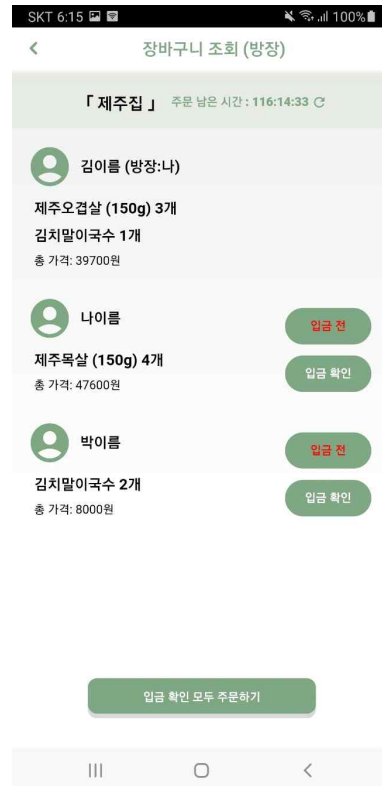 SKT 6:15 100%
장바구니 조회 (방장)
「 제주집 」 주문 남은 시간 : 116:14:33
김이름 (방장:나)
제주오겹살 (150g) 3개
김치말이국수 1개
총 가격: 39700원
나이름
입금 전
제주목살 (150g) 4개
입금 확인
총 가격: 47600원
박이름
입금 전
김치말이국수 2개
입금 확인
총 가격: 8000원
입금 확인 모두 주문하기